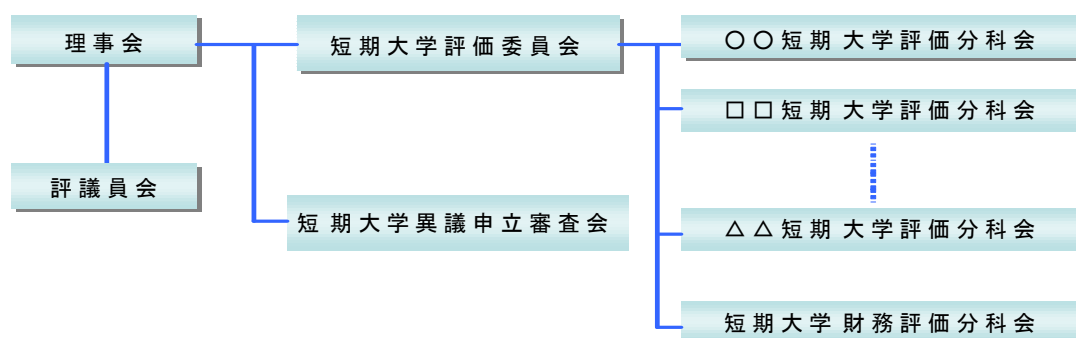 理事会
短期大学評価委員会
〇〇短期大学評価分科会
□□短期大学評価分科会
評議員会
短期大学異議申立審査会
△△短期大学評価分科会
短期大学財務評価分科会